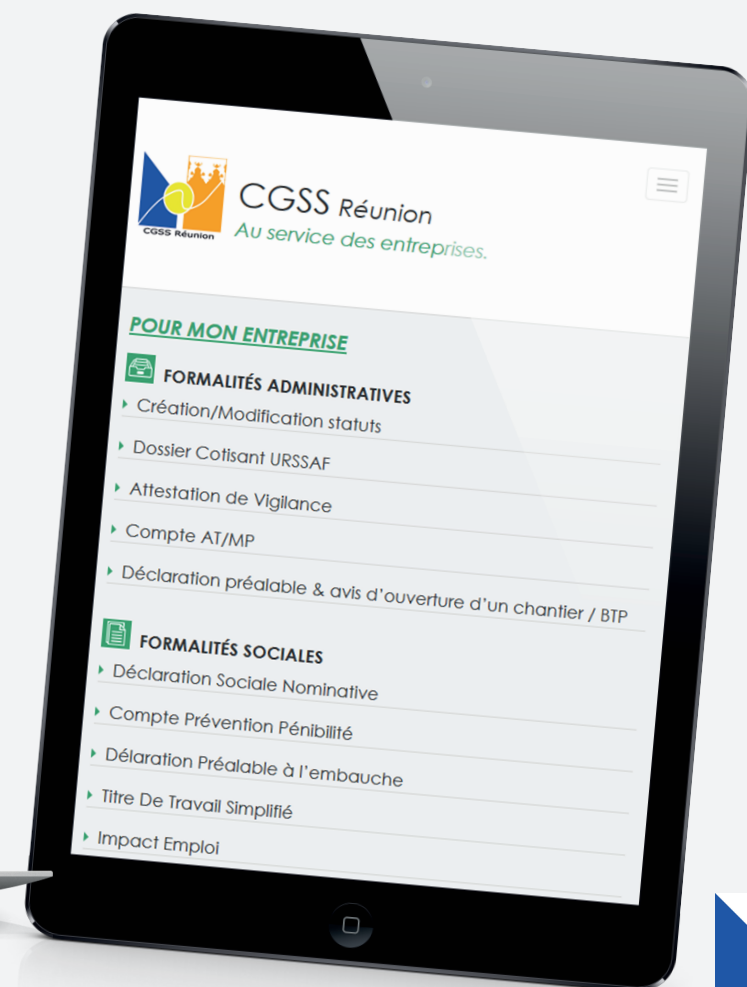 CGSS Réunion
CGSS Réunion
Au service des entreprises.
POUR MON ENTREPRISE
FORMALITÉS ADMINISTRATIVES
Création/Modification statuts
Dossier Cotisant URSSAF
Attestation de Vigilance
Compte AT/MP
Déclaration préalable & avis d'ouverture d'un chantier / BTP
FORMALITÉS SOCIALES
Déclaration Sociale Nominative
Compte Prévention Pénibilité
Délaration Préalable à l'embauche
Titre De Travail Simplifié
Impact Emploi